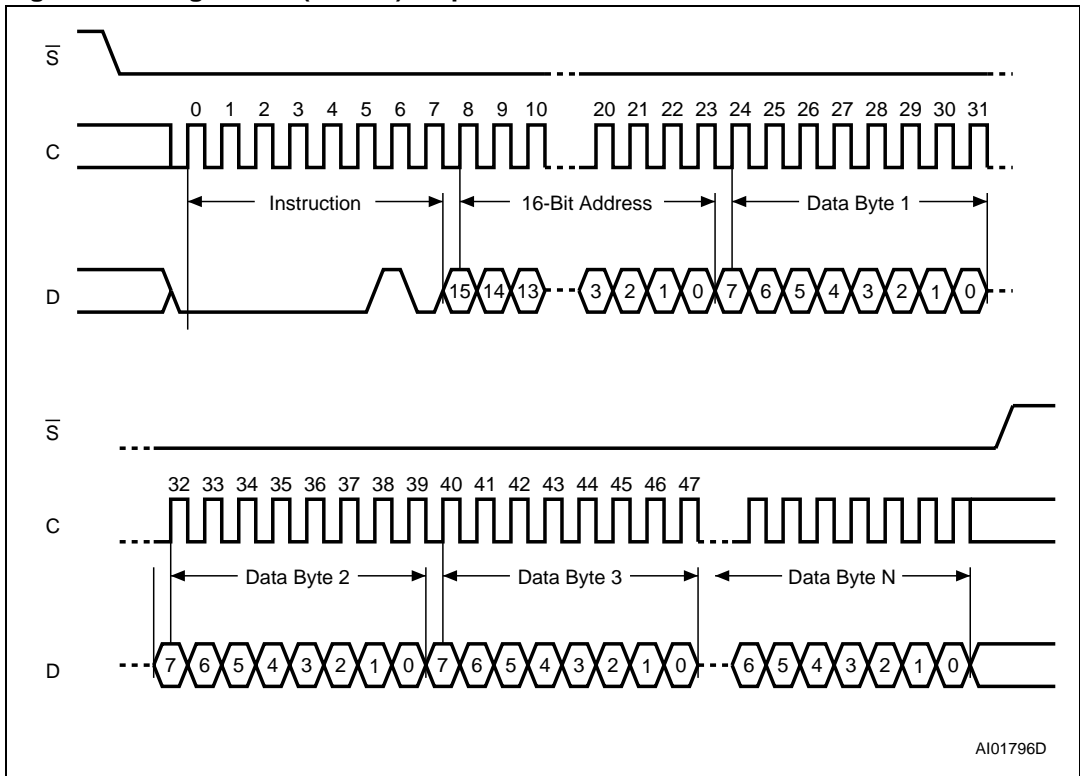 S
0 1 2 3 4 5 6 7 8 9 10 20 21 22 23 24 25 26 27 28 29 30 31
C
Instruction 16-Bit Address Data Byte 1
D
15 14 13 3 2 1 0 7 6 5 4 3 2 1 0
S
32 33 34 35 36 37 38 39 40 41 42 43 44 45 46 47
C
Data Byte 2 Data Byte 3 Data Byte N
D
7 6 5 4 3 2 1 0 7 6 5 4 3 2 1 0 6 5 4 3 2 1 0
AI01796D